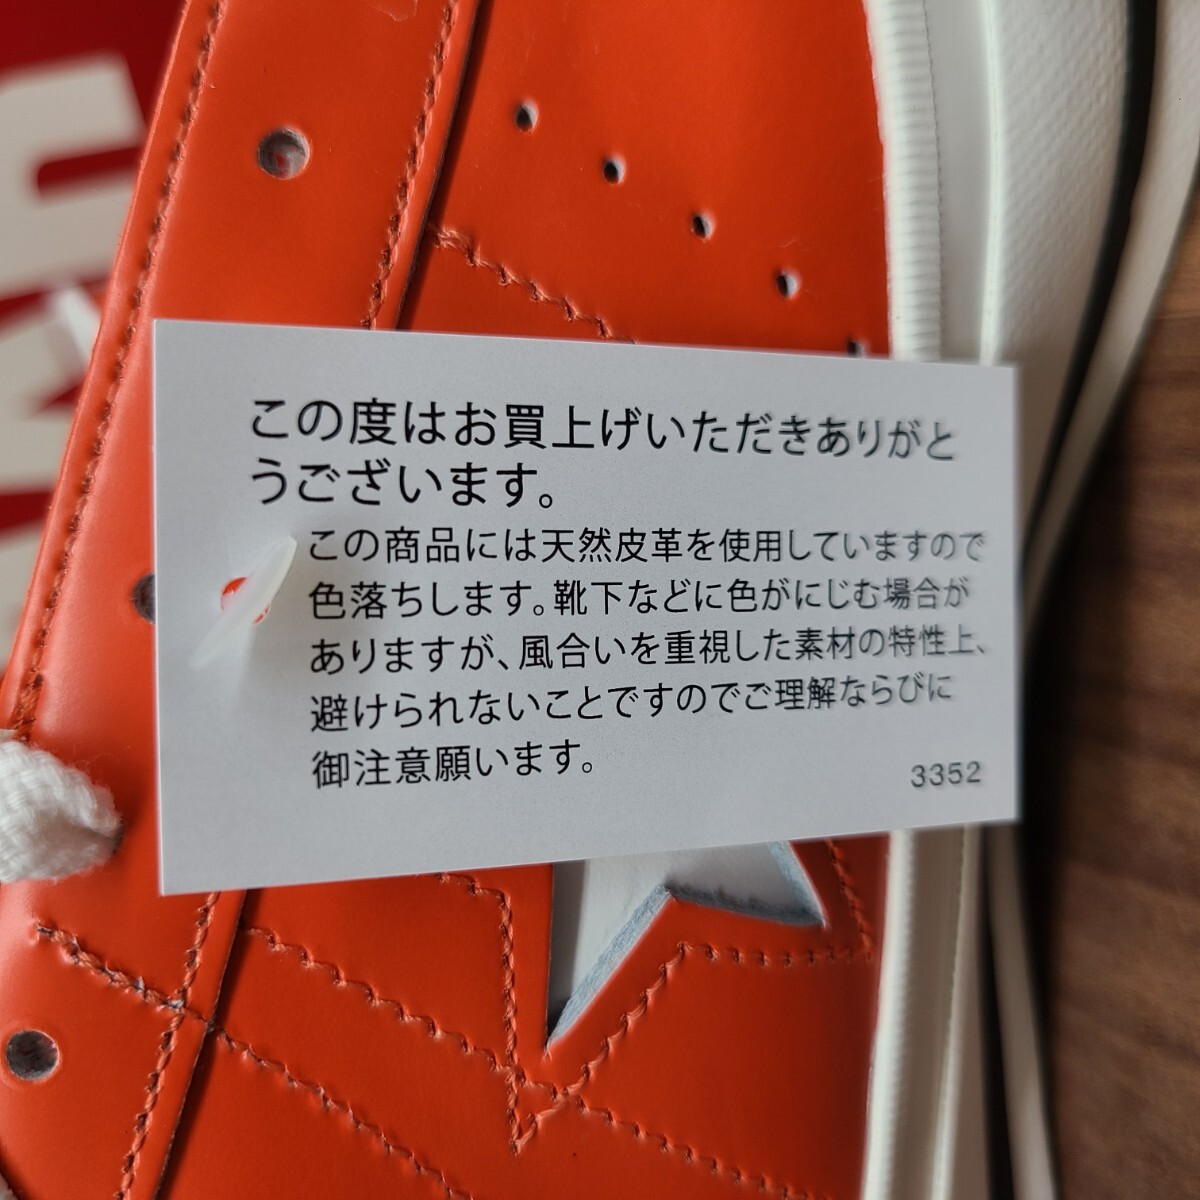 この度はお買上げいただきありがと
うございます。
この商品には天然皮革を使用していますので
色落ちします。靴下などに色がにじむ場合が
ありますが、風合いを重視した素材の特性上、
避けられないことですのでご理解ならびに
御注意願います。
3352